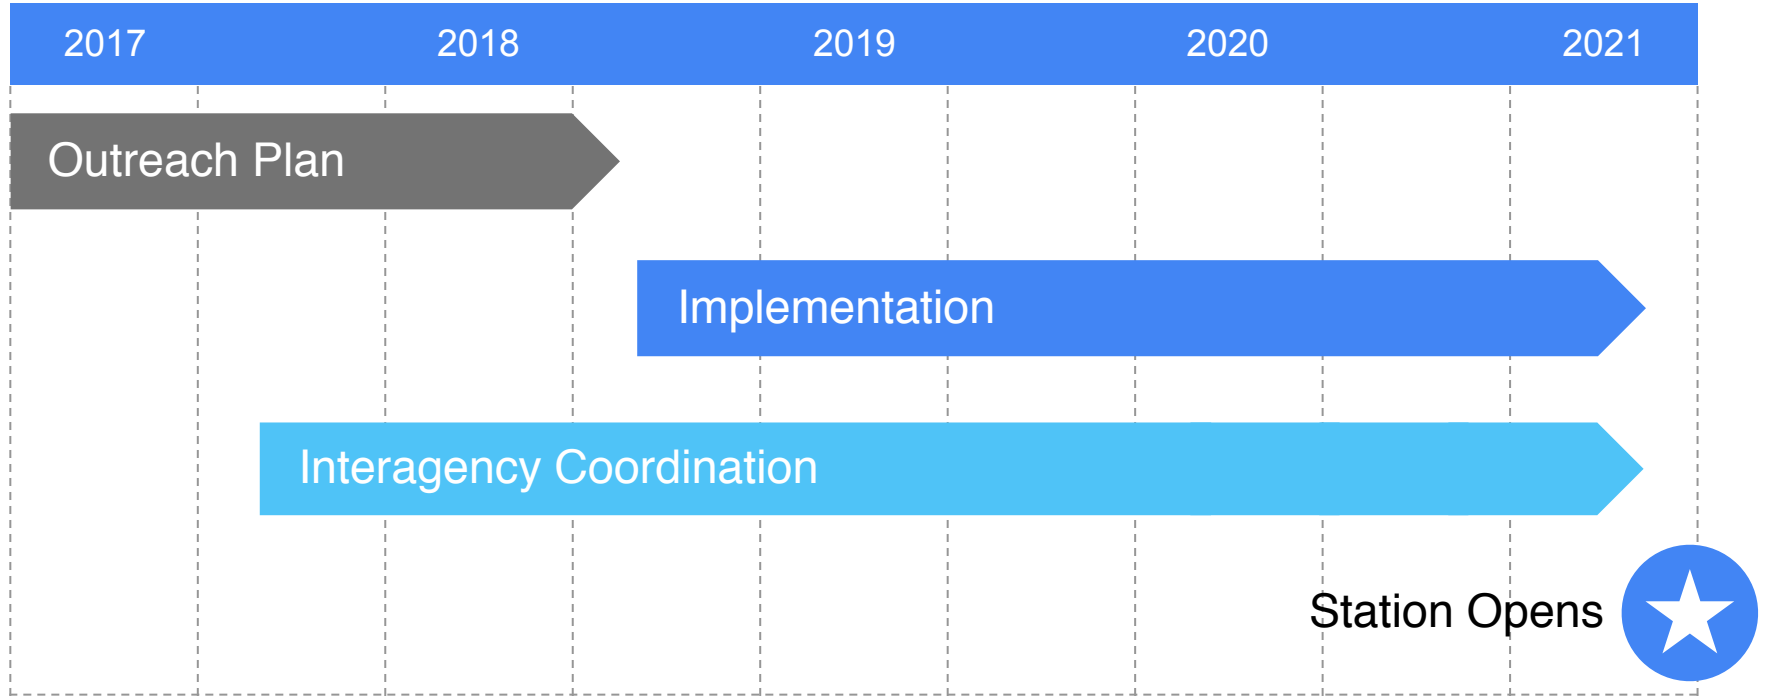 2017 2018 2019 2020 2021
Outreach Plan
Implementation
Interagency Coordination
Station Opens